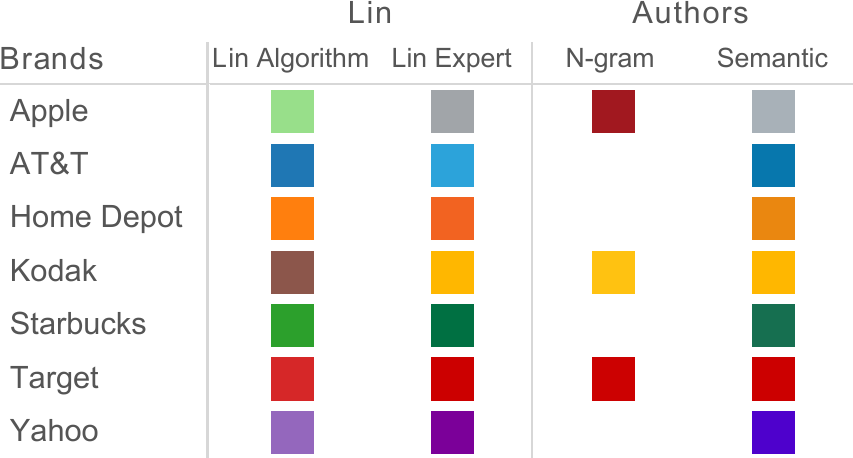 Lin Authors
Brands Lin Algorithm Lin Expert N-gram Semantic
Apple
AT&T
Home Depot
Kodak
Starbucks
Target
Yahoo